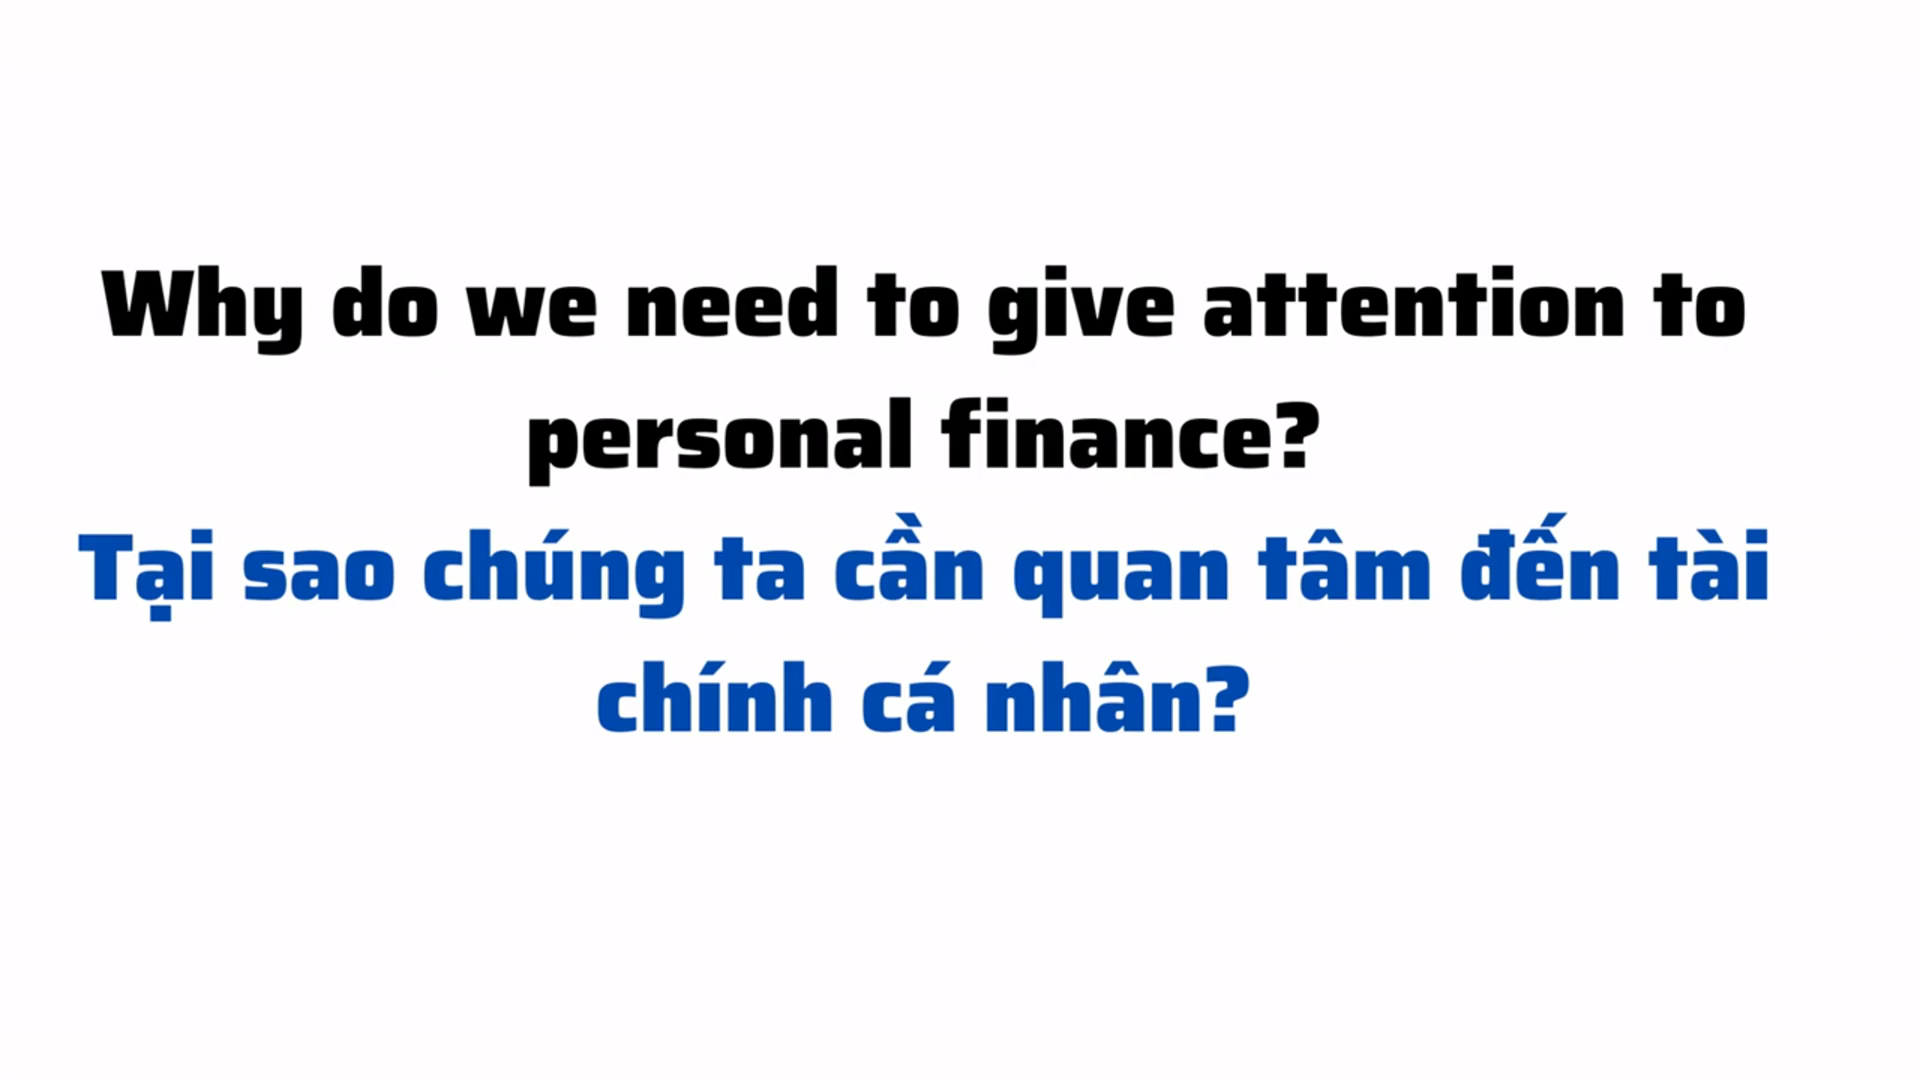 Why do we need to give attention to
personal finance?
Tại sao chúng ta cần quan tâm đến tài
chính cá nhân?